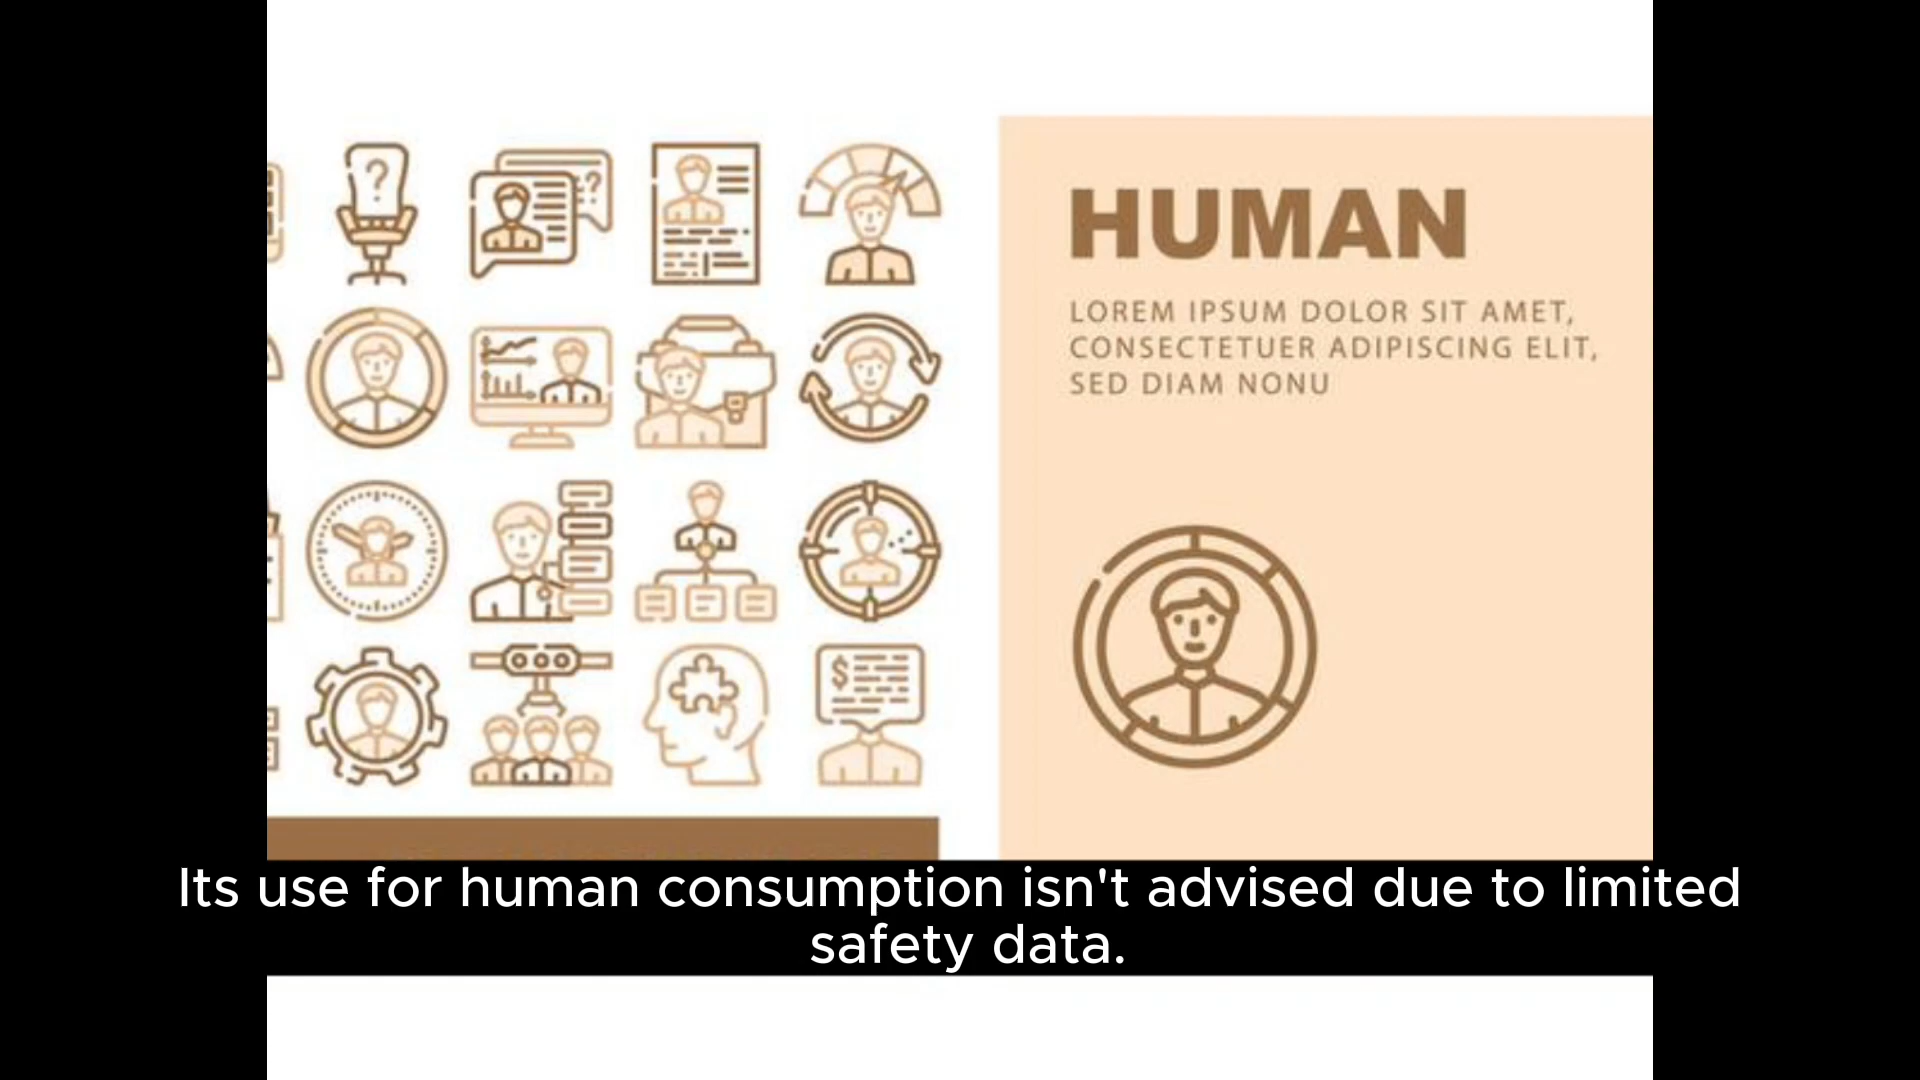 HUMAN
LOREM IPSUM DOLOR SIT AMET,
CONSECTETUER ADIPISCING ELIT,
SED DIAM NONU
Its use for human consumption isn't advised due to limited
safety data.